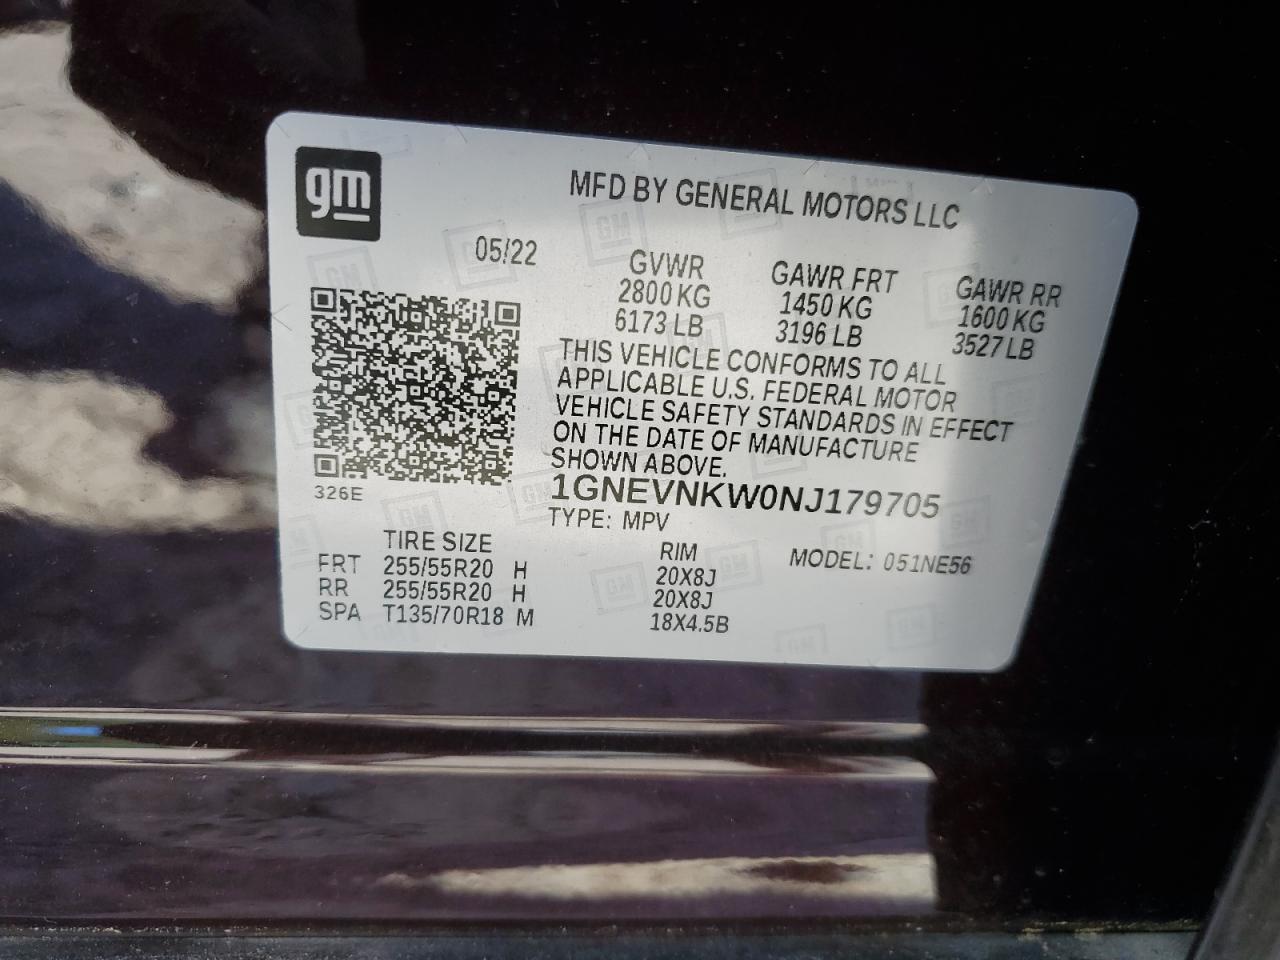 gm
MFD BY GENERAL MOTORS LLC
05/22 GVWR GAWR FRT GAWR RR
2800 KG 1450 KG 1600 KG
6173 LB 3196 LB 3527 LB
THIS VEHICLE CONFORMS TO ALL
APPLICABLE U.S. FEDERAL MOTOR
VEHICLE SAFETY STANDARDS IN EFFECT
ON THE DATE OF MANUFACTURE
SHOWN ABOVE.
326E
1GNEVNKW0NJ179705
TYPE: MPV
TIRE SIZE RIM MODEL: 051NE56
FRT 255/55R20 H 20X8J
RR 255/55R20 H 20X8J
SPA T135/70R18 M 18X4.5B